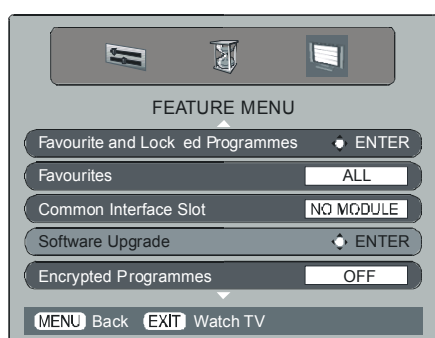 FEATURE MENU
Favourite and Lock ed Programmes ENTER
Favourites ALL
Common Interface Slot NO MODULE
Software Upgrade ENTER
Encrypted Programmes OFF
MENU Back EXIT Watch TV